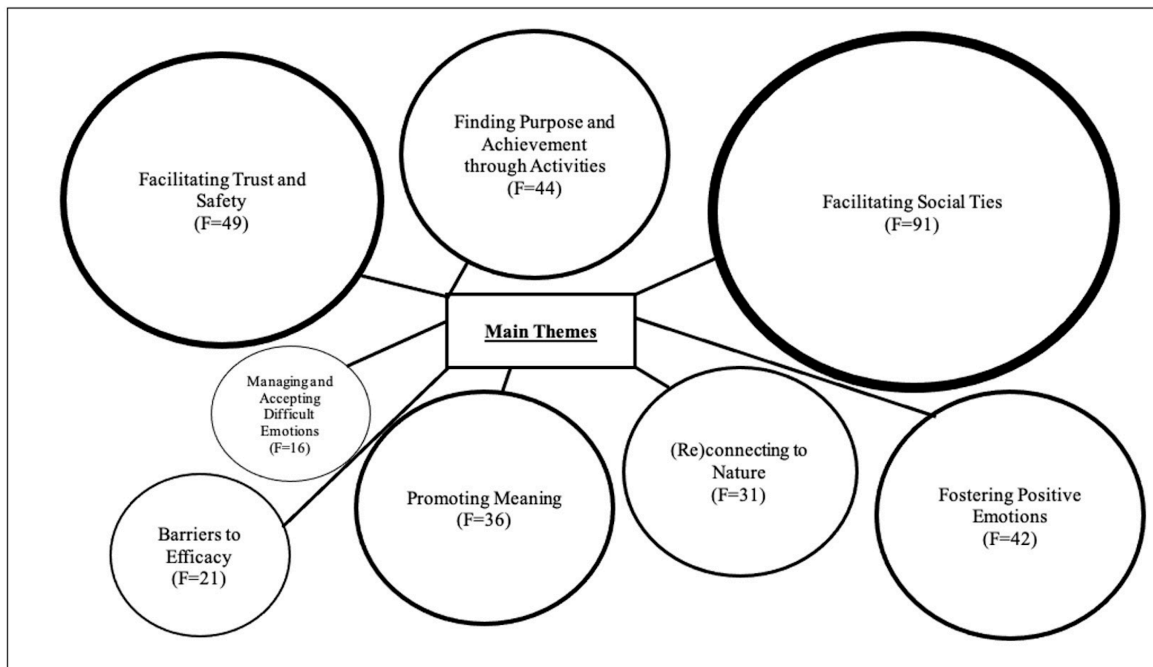 Finding Purpose and
Achievement
through Activities
(F=44)
Facilitating Trust and
Safety
(F=49)
Facilitating Social Ties
(F=91)
Main Themes
Managing and
Accepting
Difficult
Emotions
(F=16)
(Re)connecting to
Nature
(F=31)
Promoting Meaning
(F=36)
Fostering Positive
Emotions
(F=42)
Barriers to
Efficacy
(F=21)